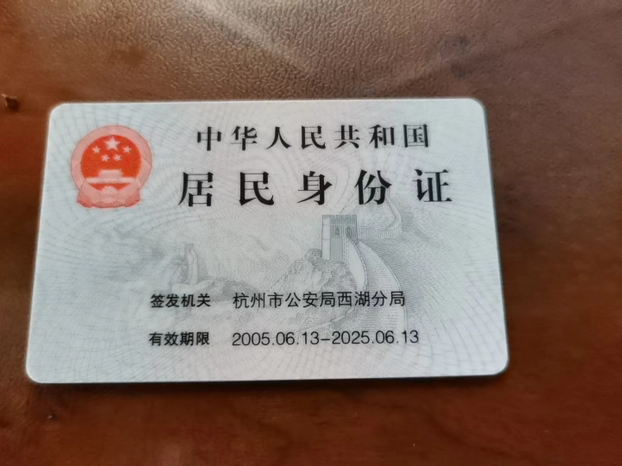 中华人民共和国
居民身份证
签发机关 杭州市公安局西湖分局
有效期限 2005.06.13-2025.06.13